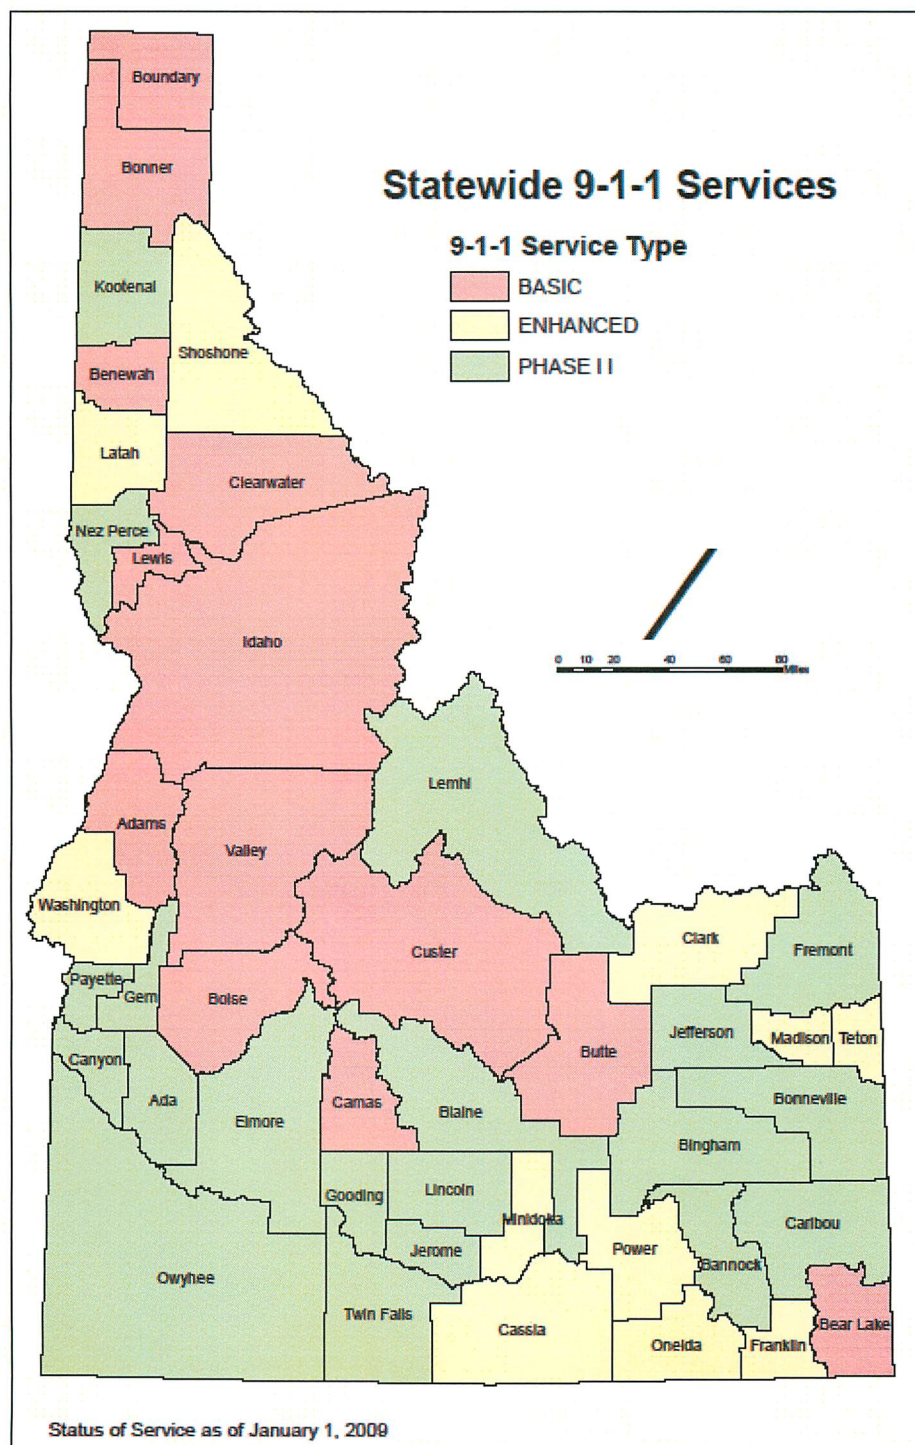 Boundary
Bonner
Statewide 9-1-1 Services
9-1-1 Service Type
BASIC
ENHANCED
PHASE I I
Kootenai
Shoshone
Benewah
Latah
Clearwater
Nez Perce
Lewis
Idaho
0 10 20 40 60 80
Miles
Lemhi
Adams
Valley
Washington
Clark
Fremont
Custer
Payette
Gem
Boise
Jefferson
Madison
Teton
Butte
Canyon
Ada
Camas
Blaine
Bonneville
Elmore
Bingham
Gooding
Lincoln
Minidoka
Caribou
Jerome
Power
Bannock
Owyhee
Twin Falls
Cassia
Oneida
Franklin
Bear Lake
Status of Service as of January 1, 2009